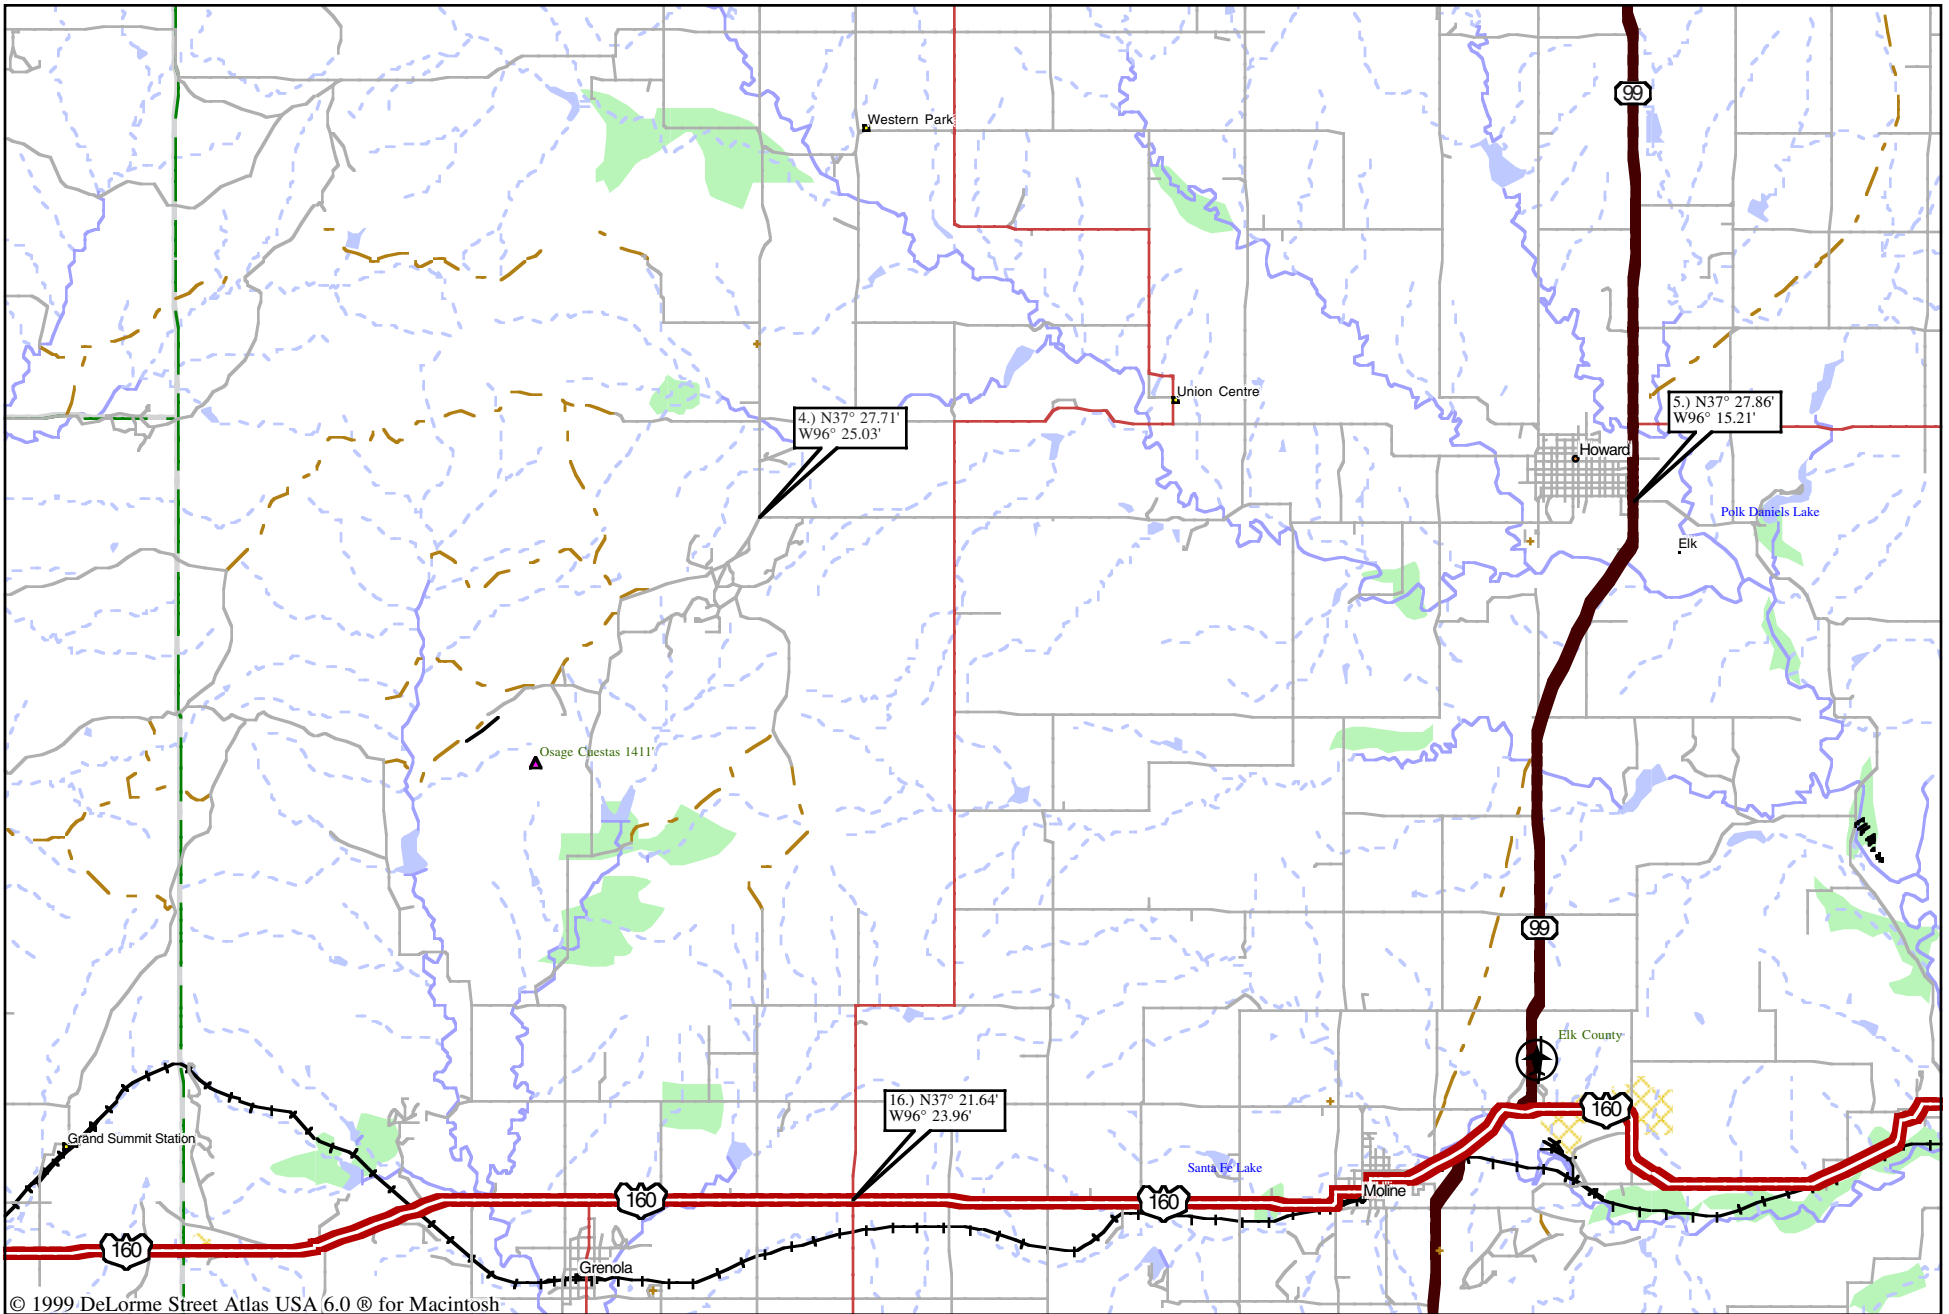 99
Western Park
Union Centre
4.) N37° 27.71'
W96° 25.03'
5.) N37° 27.86'
W96° 15.21'
Howard
Polk Daniels Lake
Elk
Osage Cuestas 1411'
99
Elk County
16.) N37° 21.64'
W96° 23.96'
160
Grand Summit Station
Santa Fe Lake
Moline
160
160
160
Grenola
© 1999 DeLorme Street Atlas USA 6.0 ® for Macintosh